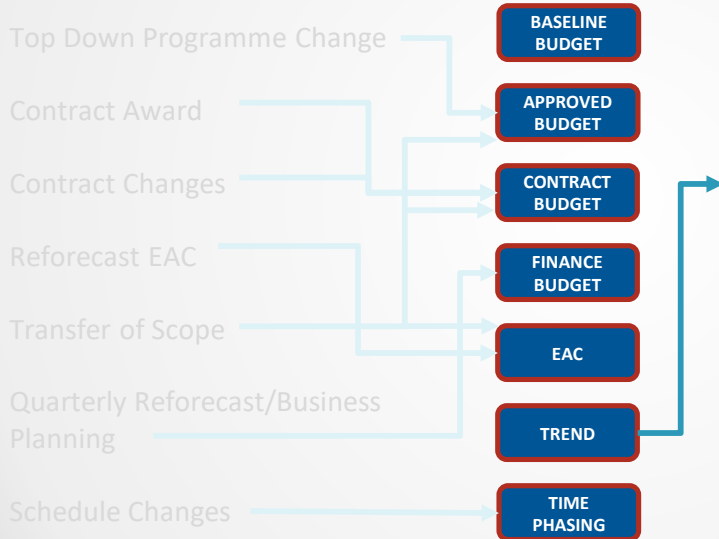 Top Down Programme Change
Contract Award
Contract Changes
Reforecast EAC
Transfer of Scope
Quarterly Reforecast/Business
Planning
Schedule Changes
BASELINE
BUDGET
APPROVED
BUDGET
CONTRACT
BUDGET
FINANCE
BUDGET
EAC
TREND
TIME
PHASING